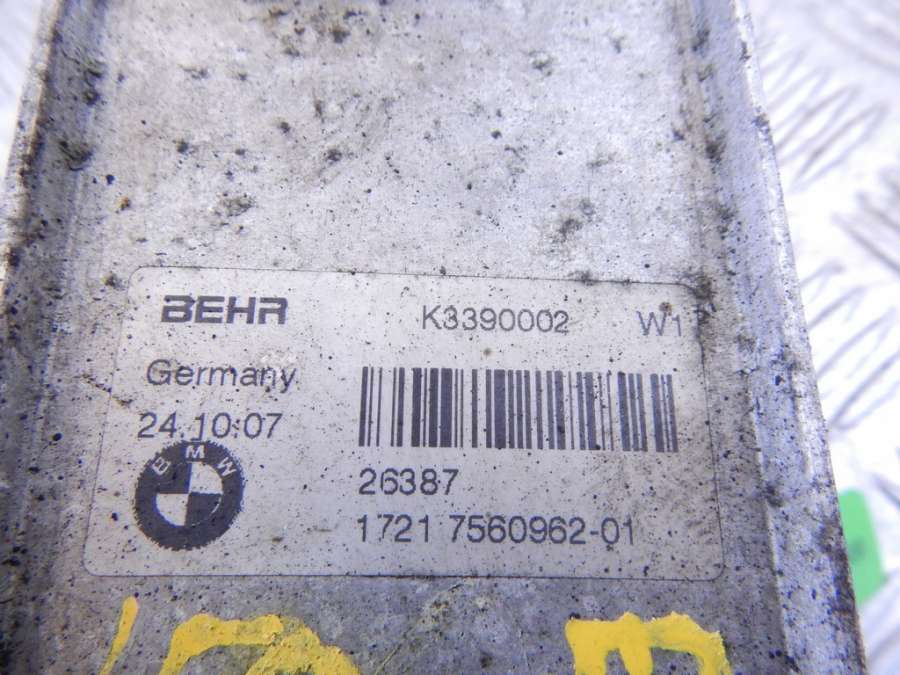 BEHR K3390002 W1
Germany
24.10:07
BMW
26387
1721 7560962-01